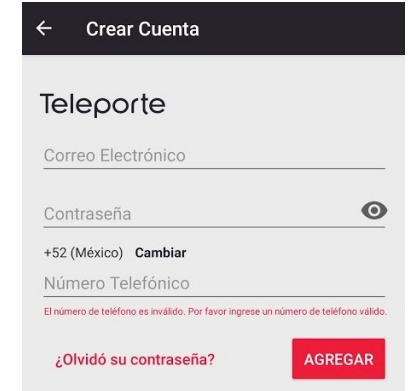 Crear Cuenta
Teleporte
Correo Electrónico
Contraseña
+52 (México) Cambiar
Número Telefónico
El número de teléfono es inválido. Por favor ingrese un número de teléfono válido.
¿Olvidó su contraseña? AGREGAR